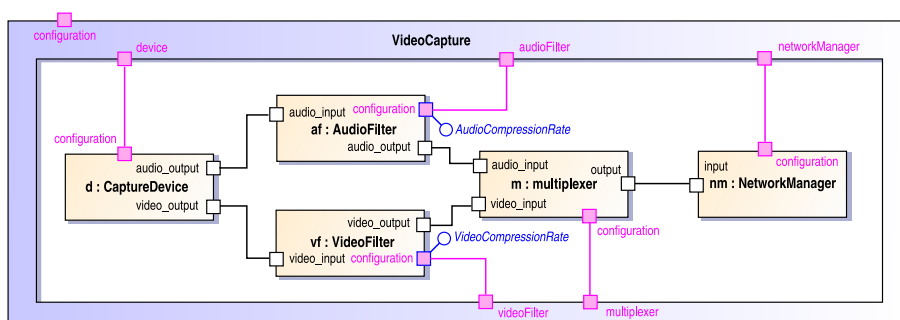 configuration
VideoCapture
device
audioFilter
networkManager
configuration
audio_output
d : CaptureDevice
video_output
audio_input
configuration
af : AudioFilter
audio_output
AudioCompressionRate
video_output
vf : VideoFilter
video_input
configuration
VideoCompressionRate
audio_input
output
m : multiplexer
video_input
configuration
input
configuration
nm : NetworkManager
videoFilter
multiplexer